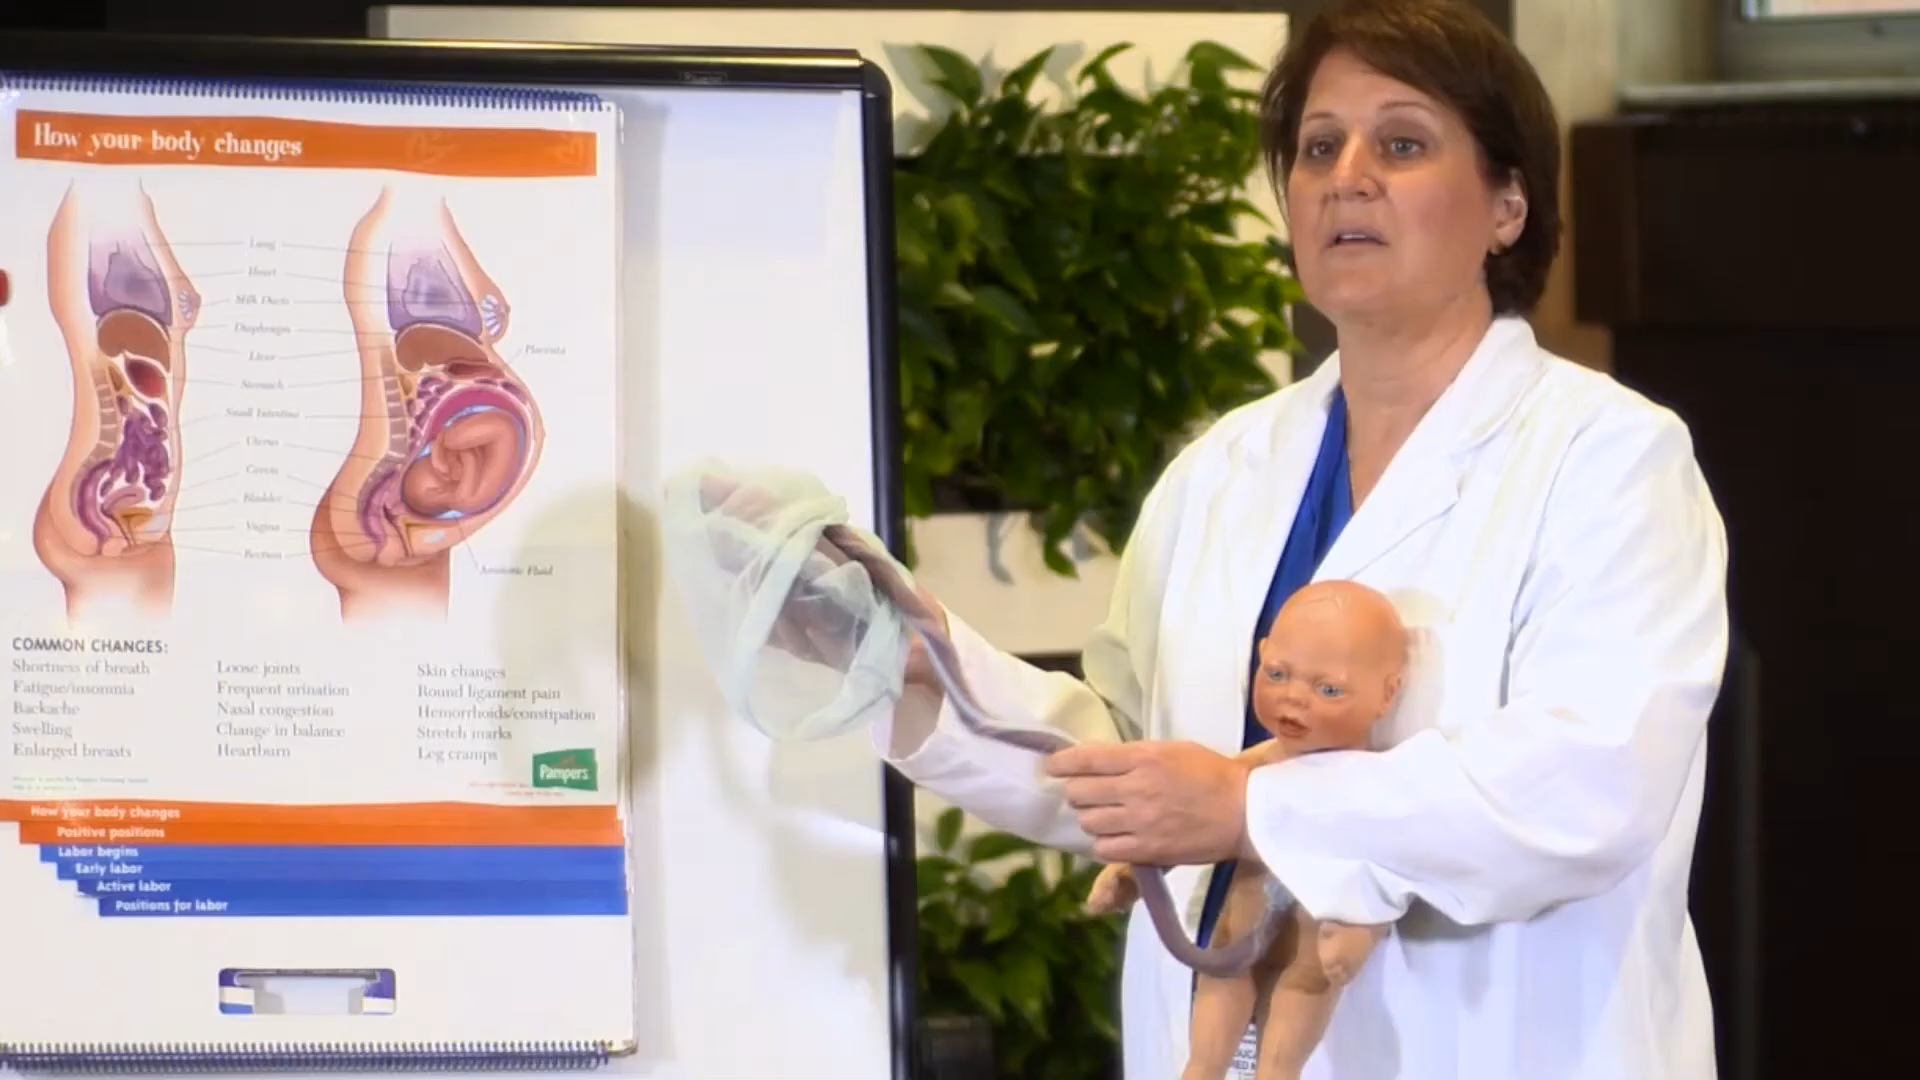 How your body changes
Lung
Heart
Milk Ducts
Diaphragm
Liver
Placenta
Stomach
Small Intestine
Uterus
Cervix
Bladder
Vagina
Rectum
Amniotic Fluid
COMMON CHANGES:
Shortness of breath
Fatigue/insomnia
Backache
Swelling
Enlarged breasts
Loose joints
Frequent urination
Nasal congestion
Change in balance
Heartburn
Skin changes
Round ligament pain
Hemorrhoids/constipation
Stretch marks
Leg cramps
Pampers
How your body changes
Positive positions
Labor begins
Early labor
Active labor
Positions for labor